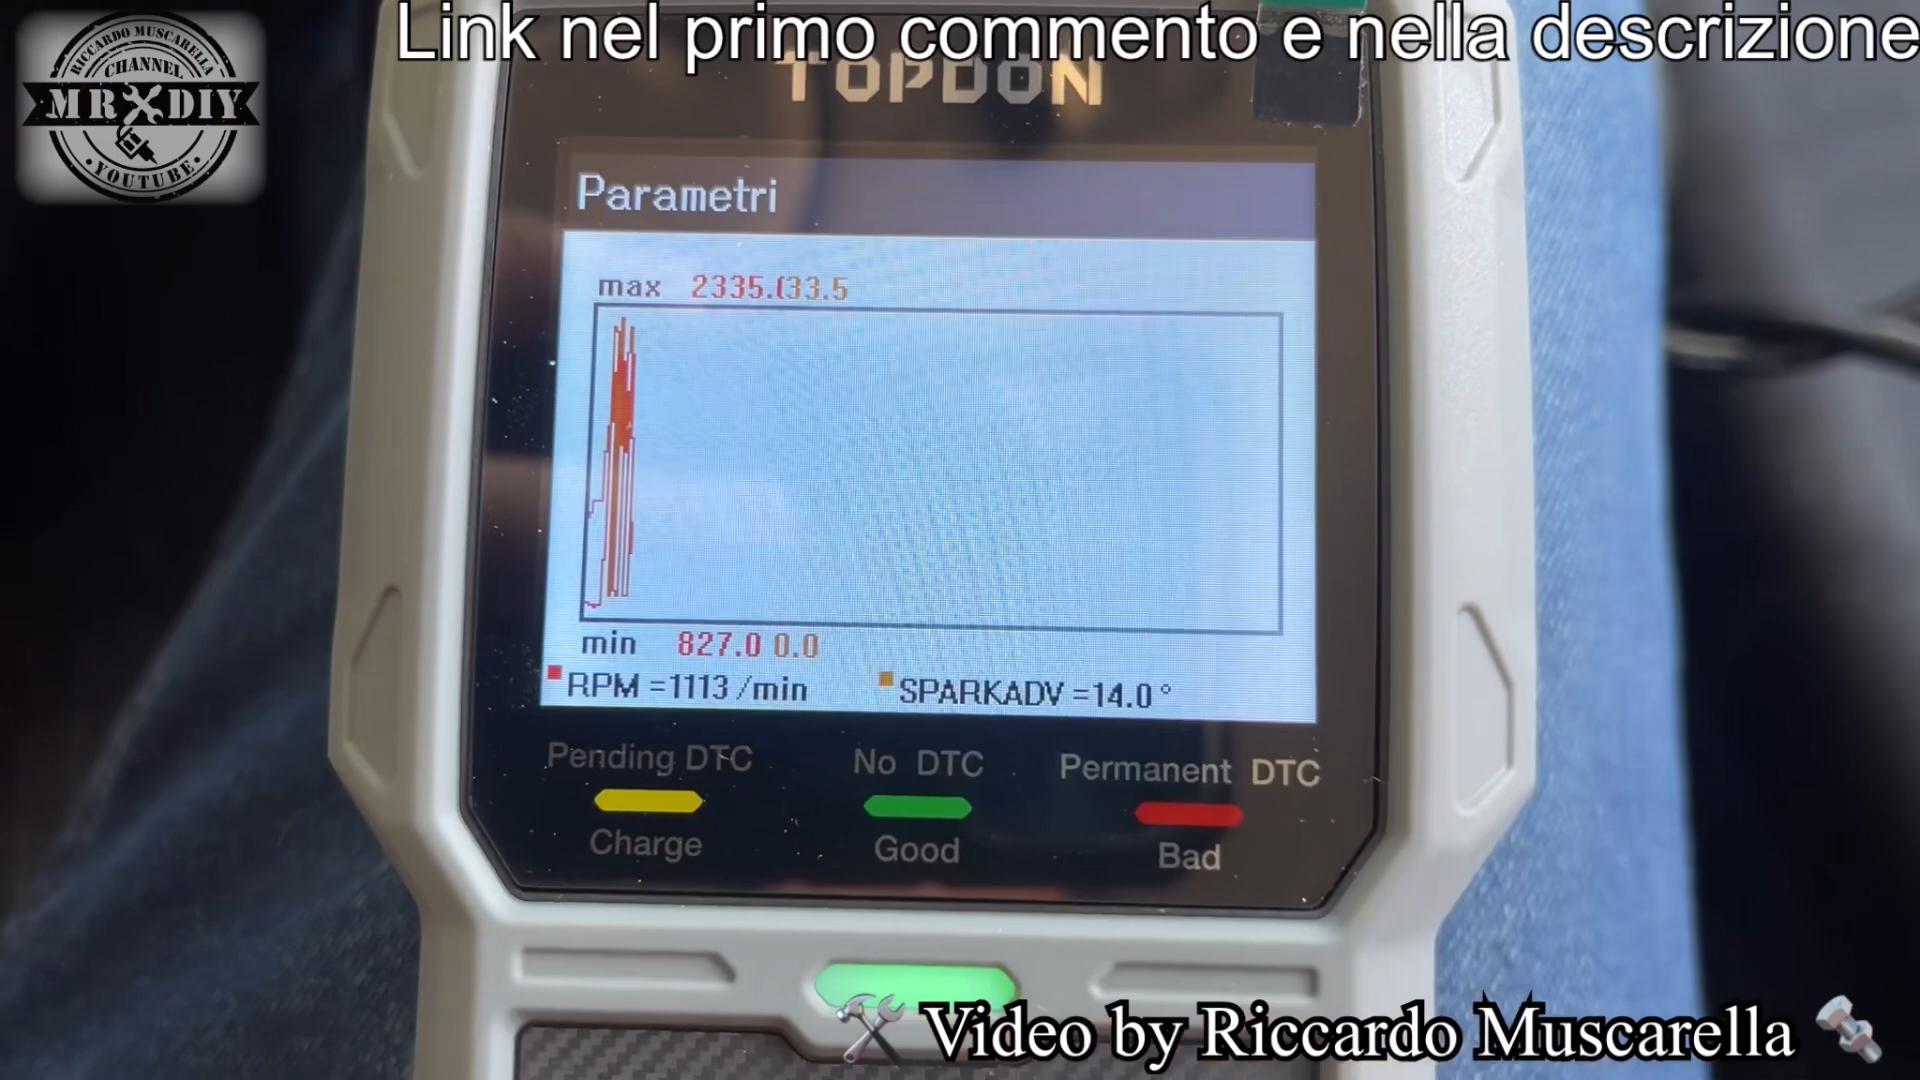 Link nel primo commento e nella descrizione
RICCARDO MUSCARELLA
CHANNEL
MR DIY
YOUTUBE
TOPDON
Parametri
max 2335.(33.5
min 827.0 0.0
RPM =1113 /min SPARKADV =14.0 °
Pending DTC No DTC Permanent DTC
Charge Good Bad
Video by Riccardo Muscarella